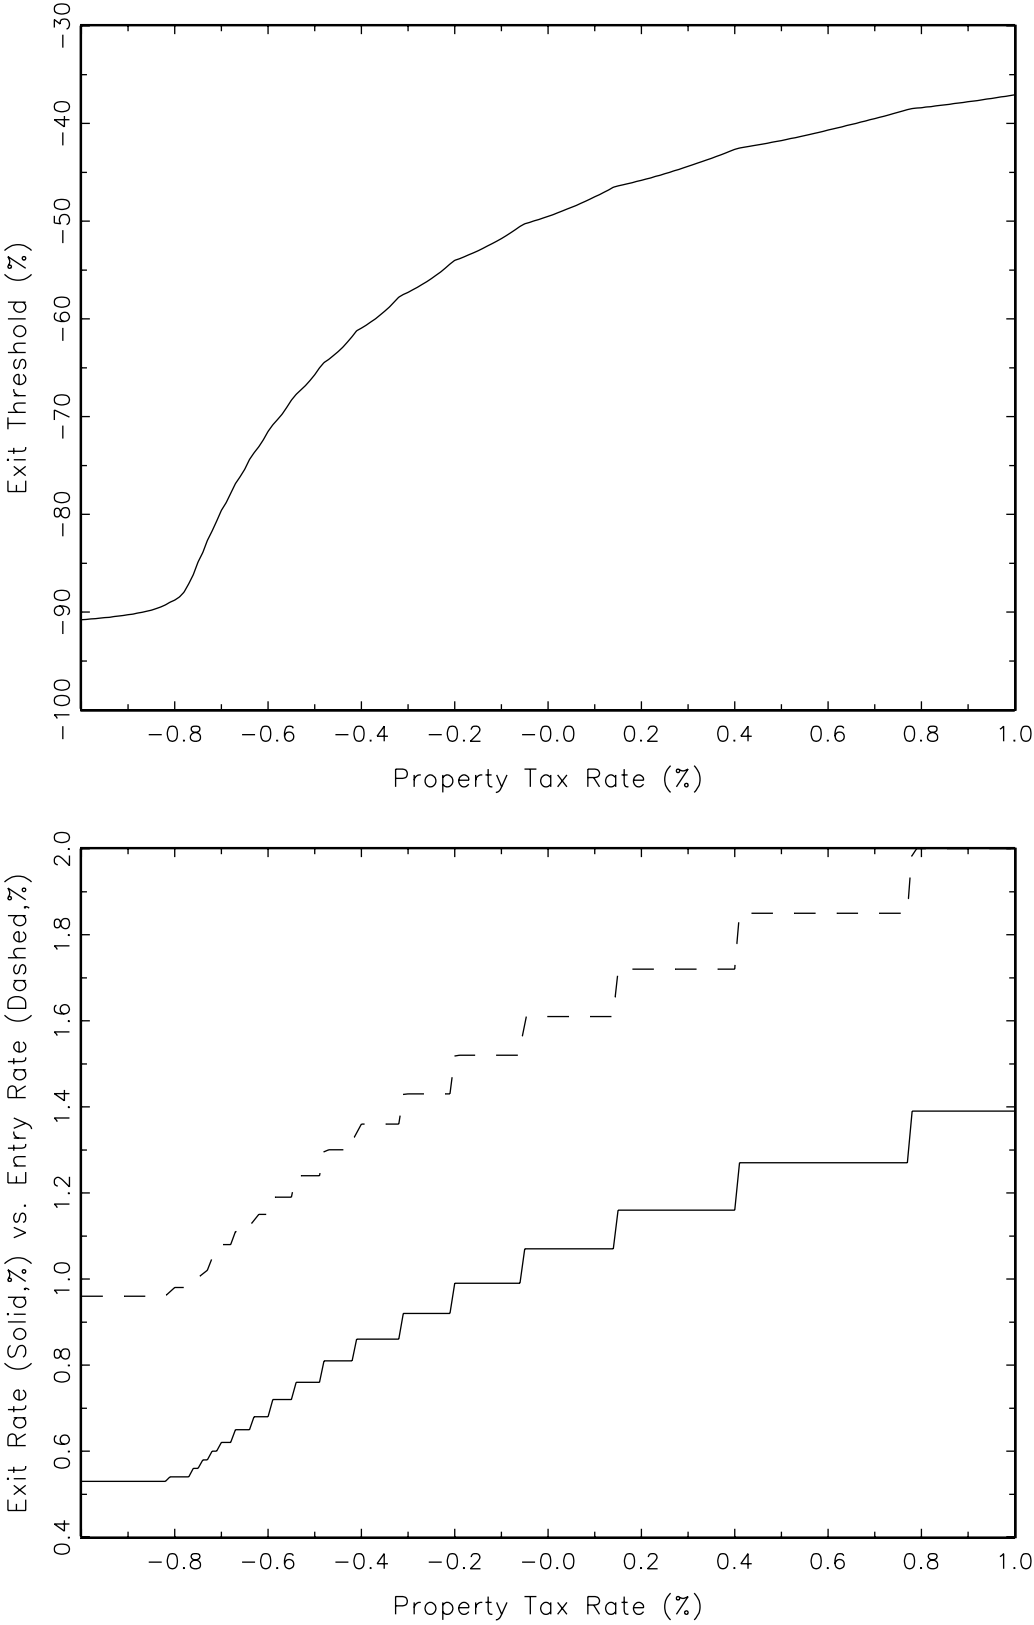 Exit Threshold (%)
-30
-40
-50
-60
-70
-80
-90
-100
-0.8 -0.6 -0.4 -0.2 -0.0 0.2 0.4 0.6 0.8 1.0
Property Tax Rate (%)
Exit Rate (Solid,%) vs. Entry Rate (Dashed,%)
2.0
1.8
1.6
1.4
1.2
1.0
0.8
0.6
0.4
-0.8 -0.6 -0.4 -0.2 -0.0 0.2 0.4 0.6 0.8 1.0
Property Tax Rate (%)